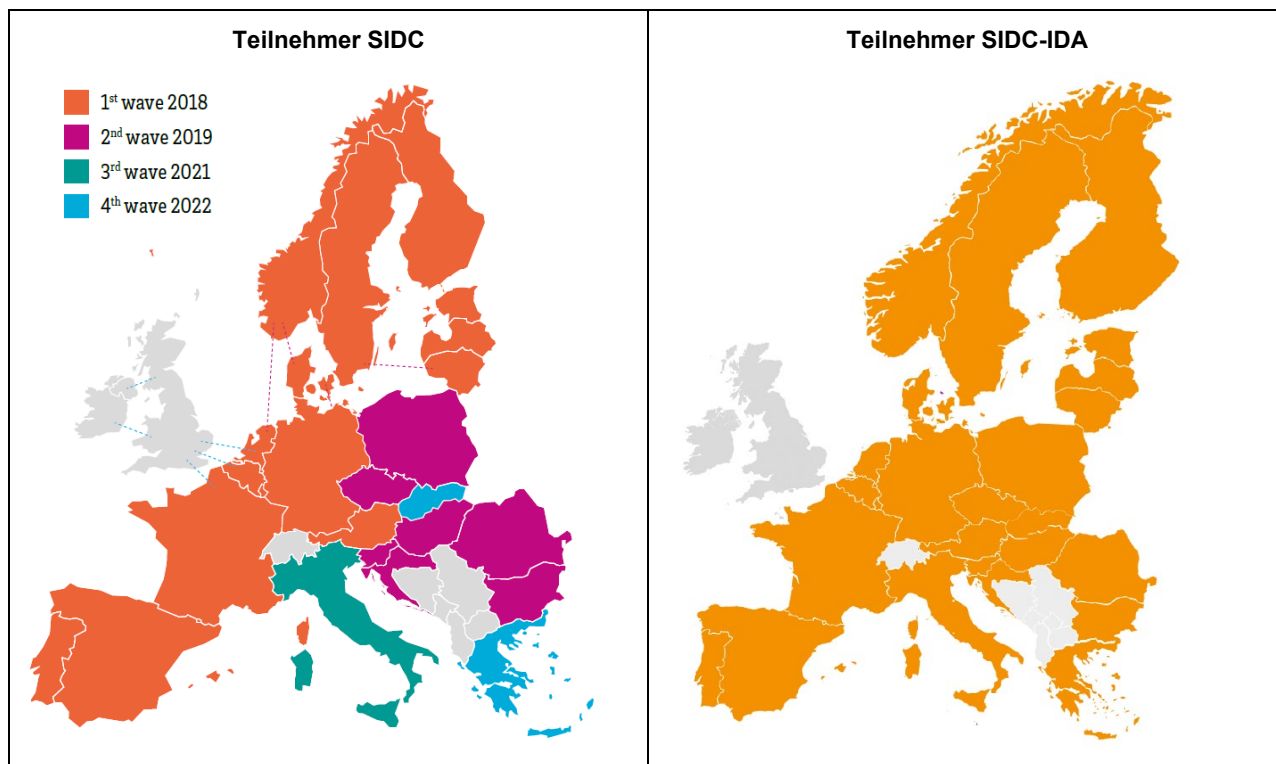 Teilnehmer SIDC
1st wave 2018
2nd wave 2019
3rd wave 2021
4th wave 2022
Teilnehmer SIDC-IDA